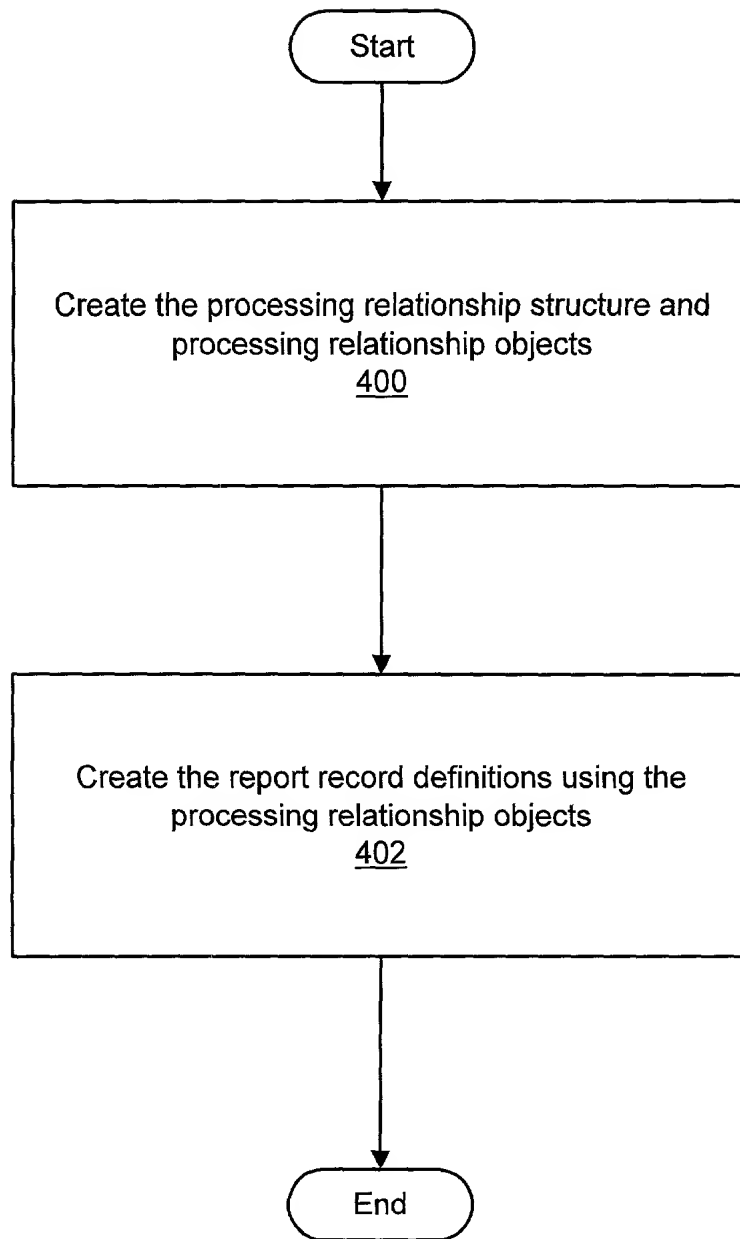 Start
Create the processing relationship structure and
processing relationship objects
400
Create the report record definitions using the
processing relationship objects
402
End